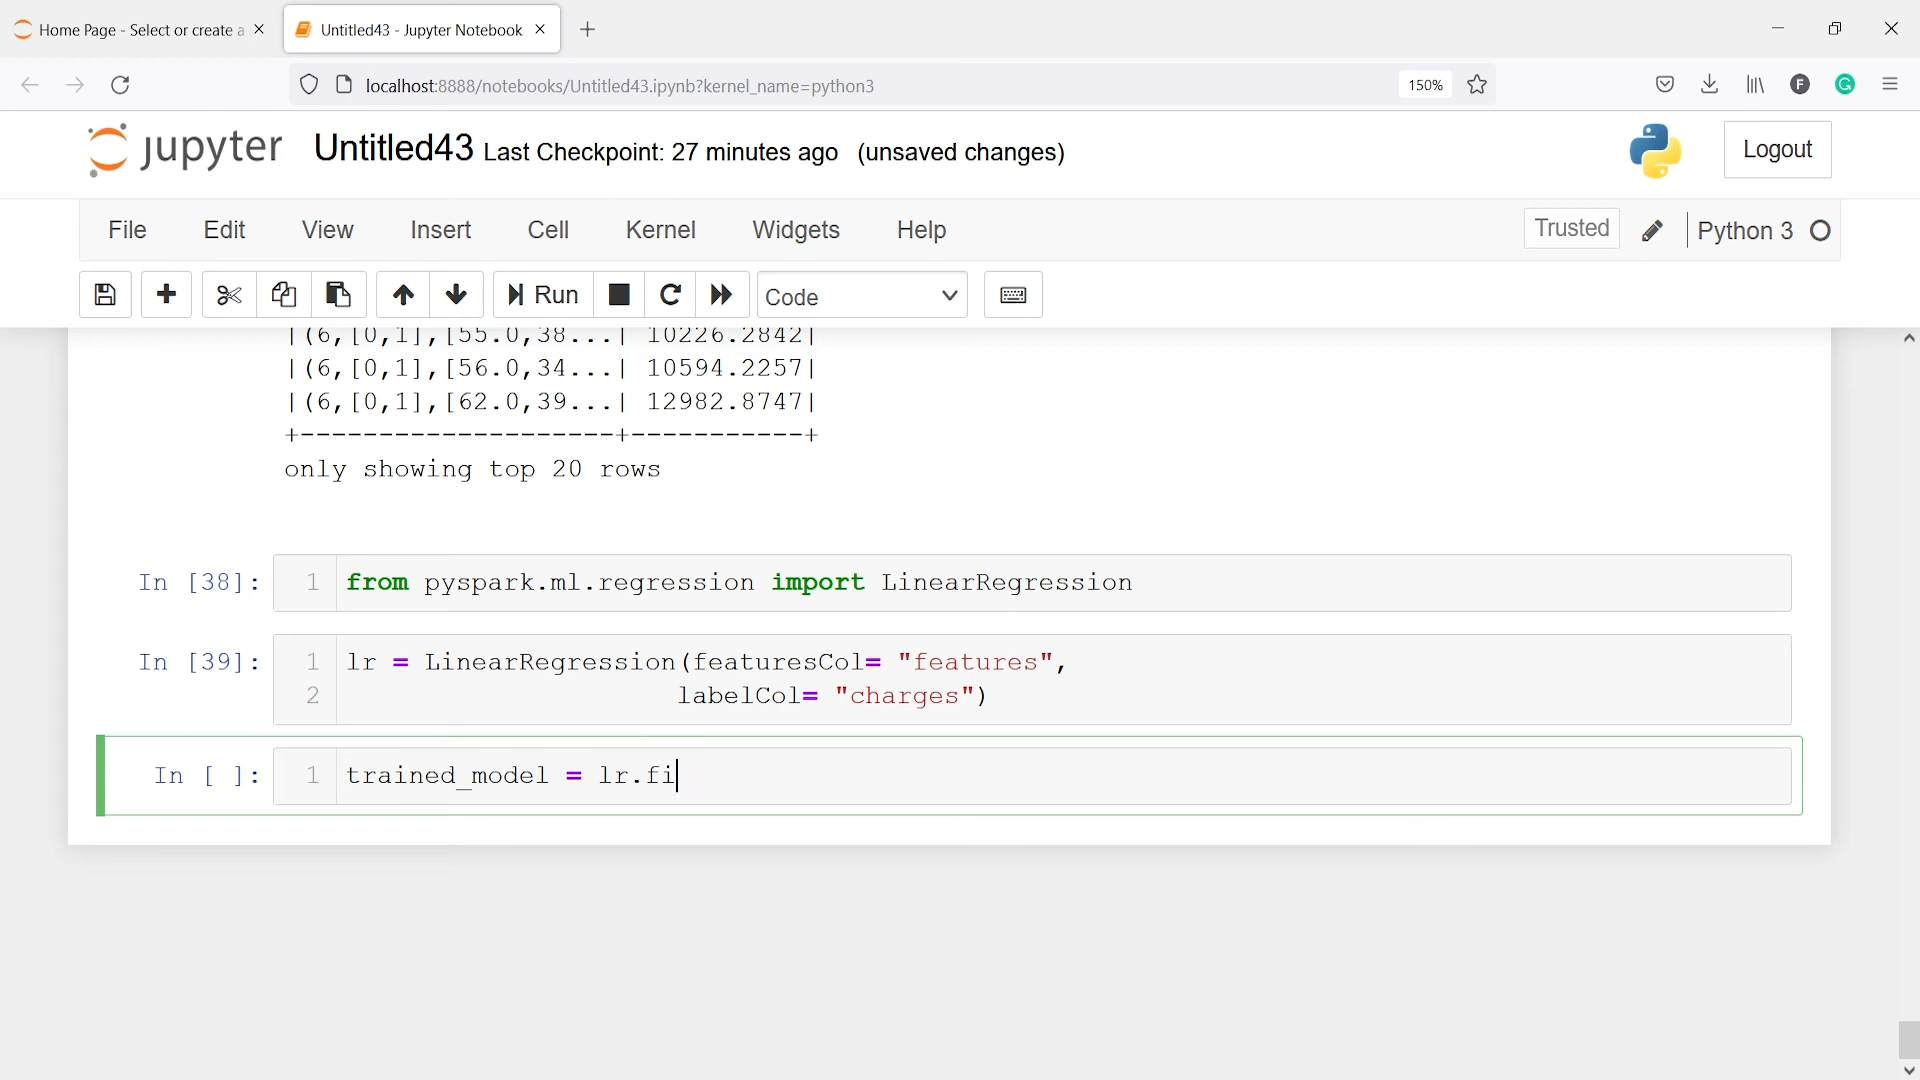 Home Page - Select or create a
Untitled43 - Jupyter Notebook
localhost:8888/notebooks/Untitled43.ipynb?kernel_name=python3
150%
F
G
jupyter
Untitled43 Last Checkpoint: 27 minutes ago (unsaved changes)
Logout
File Edit View Insert Cell Kernel Widgets Help
Trusted
Python 3
Run
Code
|(6,[0,1],[55.0,38...| 10226.2842|
|(6,[0,1],[56.0,34...| 10594.2257|
|(6,[0,1],[62.0,39...| 12982.8747|
+--------------------+-----------+
only showing top 20 rows
In [38]: 1 from pyspark.ml.regression import LinearRegression
In [39]: 1 lr = LinearRegression(featuresCol= "features",
2 labelCol= "charges")
In [ ]: 1 trained_model = lr.fi